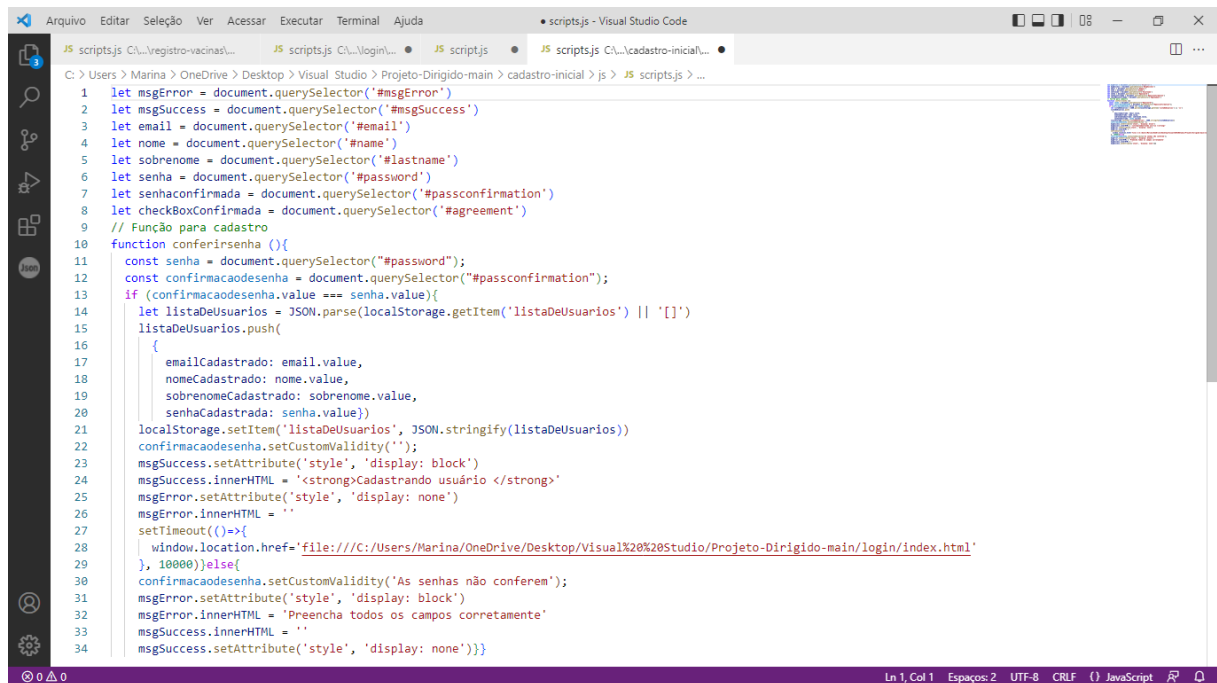 Arquivo Editar Seleção Ver Acessar Executar Terminal Ajuda ● scripts.js - Visual Studio Code
JS scripts.js C:\...\registro-vacinas\... JS scripts.js C:\...\login\... ● JS script.js ● JS scripts.js C:\...\cadastro-inicial\... ●
C: > Users > Marina > OneDrive > Desktop > Visual Studio > Projeto-Dirigido-main > cadastro-inicial > js > JS scripts.js > ...
3
Json
1 let msgError = document.querySelector('#msgError')
2 let msgSuccess = document.querySelector('#msgSuccess')
3 let email = document.querySelector('#email')
4 let nome = document.querySelector('#name')
5 let sobrenome = document.querySelector('#lastname')
6 let senha = document.querySelector('#password')
7 let senhaconfirmada = document.querySelector('#passconfirmation')
8 let checkBoxConfirmada = document.querySelector('#agreement')
9 // Função para cadastro
10 function conferirsenha (){
11 const senha = document.querySelector("#password");
12 const confirmacaodesenha = document.querySelector("#passconfirmation");
13 if (confirmacaodesenha.value === senha.value){
14 let listaDeUsuarios = JSON.parse(localStorage.getItem('listaDeUsuarios') || '[]')
15 listaDeUsuarios.push(
16 {
17 emailCadastrado: email.value,
18 nomeCadastrado: nome.value,
19 sobrenomeCadastrado: sobrenome.value,
20 senhaCadastrada: senha.value})
21 localStorage.setItem('listaDeUsuarios', JSON.stringify(listaDeUsuarios))
22 confirmacaodesenha.setCustomValidity('');
23 msgSuccess.setAttribute('style', 'display: block')
24 msgSuccess.innerHTML = '<strong>Cadastrando usuário </strong>'
25 msgError.setAttribute('style', 'display: none')
26 msgError.innerHTML = ''
27 setTimeout(()=>{
28 window.location.href='file:///C:/Users/Marina/OneDrive/Desktop/Visual%20%20Studio/Projeto-Dirigido-main/login/index.html'
29 }, 10000)}else{
30 confirmacaodesenha.setCustomValidity('As senhas não conferem');
31 msgError.setAttribute('style', 'display: block')
32 msgError.innerHTML = 'Preencha todos os campos corretamente'
33 msgSuccess.innerHTML = ''
34 msgSuccess.setAttribute('style', 'display: none')}}
0 0 Ln 1, Col 1 Espaços: 2 UTF-8 CRLF {} JavaScript